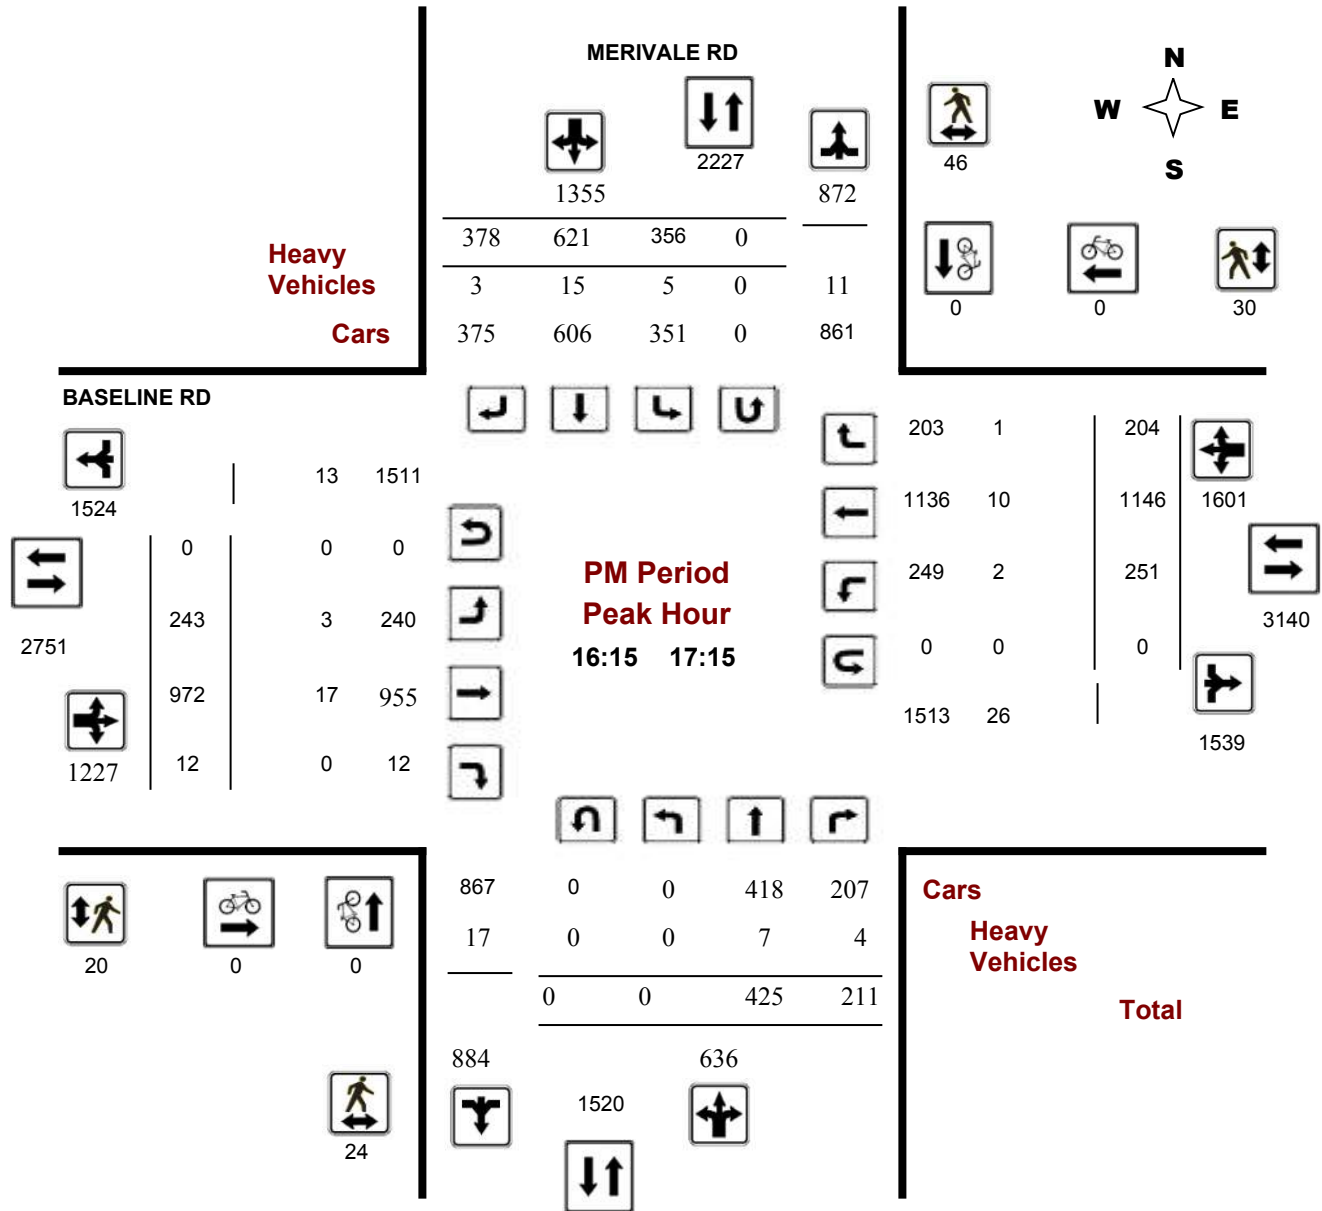 MERIVALE RD
N
W E
S
2227
46
1355 872
378 621 356 0
Heavy
Vehicles 3 15 5 0 11
0 0 30
Cars 375 606 351 0 861
BASELINE RD
203 1 204
13 1511
1524
1136 10 1146 1601
0 0 0
PM Period
249 2 251
Peak Hour
243 3 240
3140
2751
16:15 17:15
0 0 0
972 17 955
1513 26
1539
1227 12 0 12
867 0 0 418 207 Cars
17 0 0 7 4 Heavy
Vehicles
20 0 0
0 0 425 211 Total
884 636
1520
24